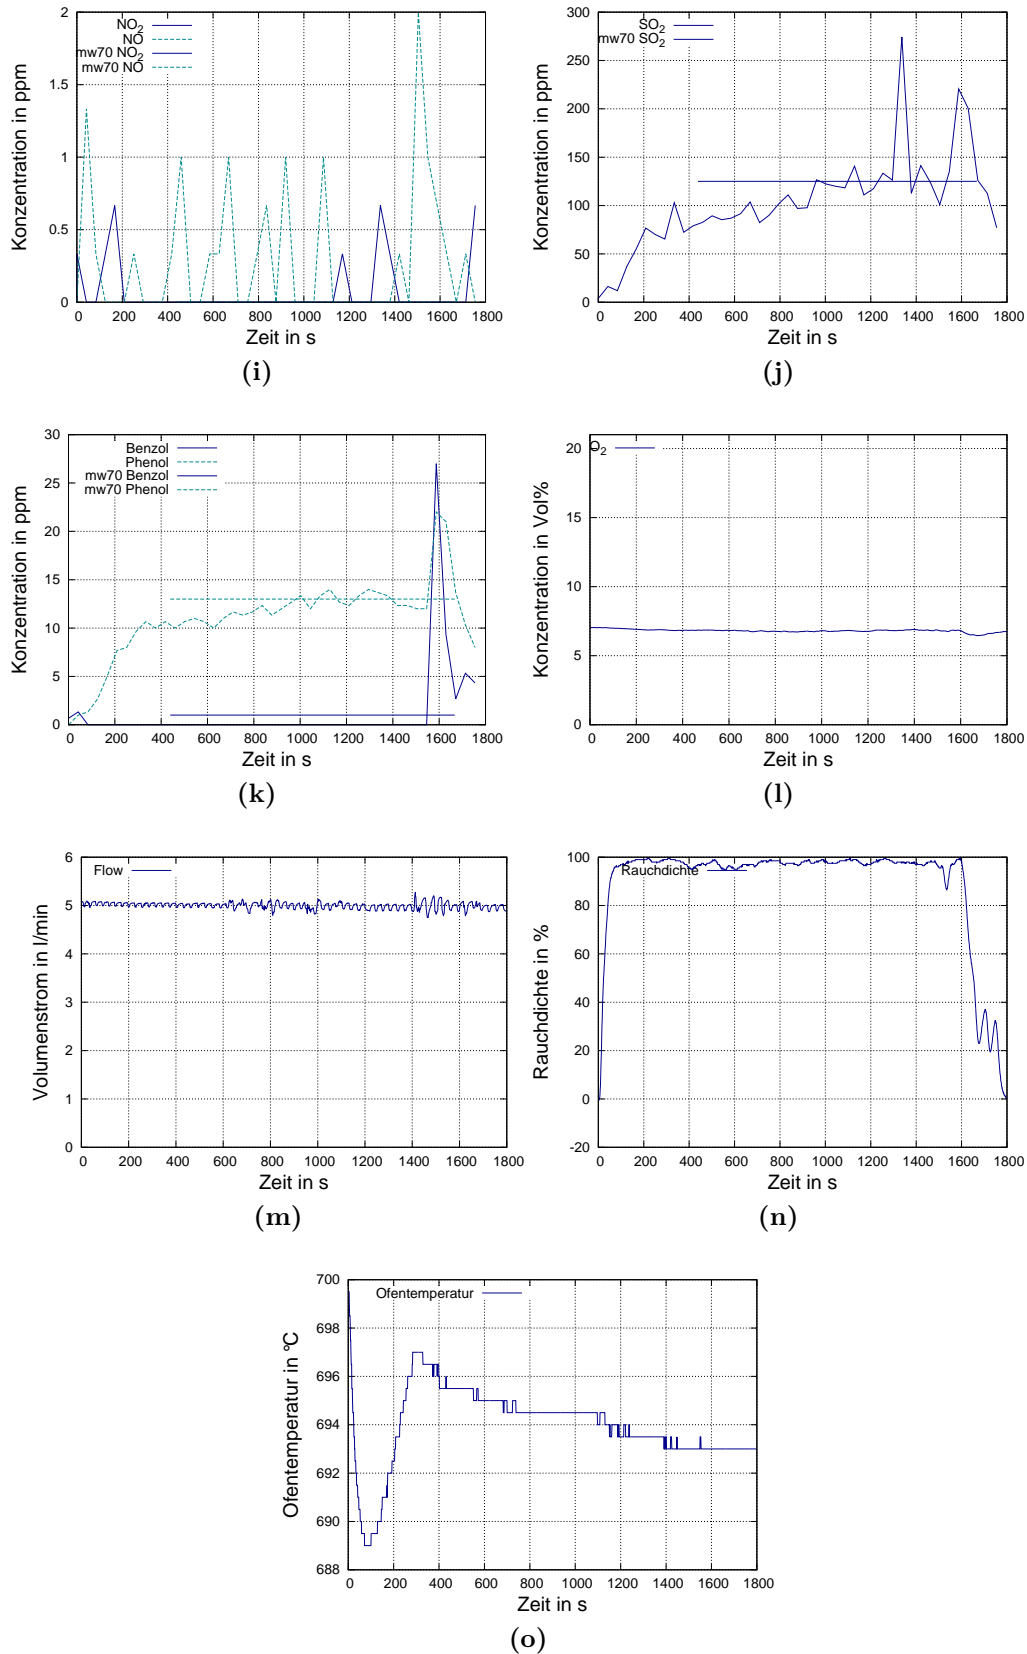 Konzentration in ppm
2
1.5
1
0.5
0
NO2
NO
mw70 NO2
mw70 NO
0 200 400 600 800 1000 1200 1400 1600 1800
Zeit in s
(i)
Konzentration in ppm
300
250
200
150
100
50
0
SO2
mw70 SO2
0 200 400 600 800 1000 1200 1400 1600 1800
Zeit in s
(j)
Konzentration in ppm
30
25
20
15
10
5
0
Benzol
Phenol
mw70 Benzol
mw70 Phenol
0 200 400 600 800 1000 1200 1400 1600 1800
Zeit in s
(k)
Konzentration in Vol%
20
15
10
5
0
O2
0 200 400 600 800 1000 1200 1400 1600 1800
Zeit in s
(l)
Volumenstrom in l/min
6
5
4
3
2
1
0
Flow
0 200 400 600 800 1000 1200 1400 1600 1800
Zeit in s
(m)
Rauchdichte in %
100
80
60
40
20
0
-20
Rauchdichte
0 200 400 600 800 1000 1200 1400 1600 1800
Zeit in s
(n)
Ofentemperatur in °C
700
698
696
694
692
690
688
Ofentemperatur
0 200 400 600 800 1000 1200 1400 1600 1800
Zeit in s
(o)